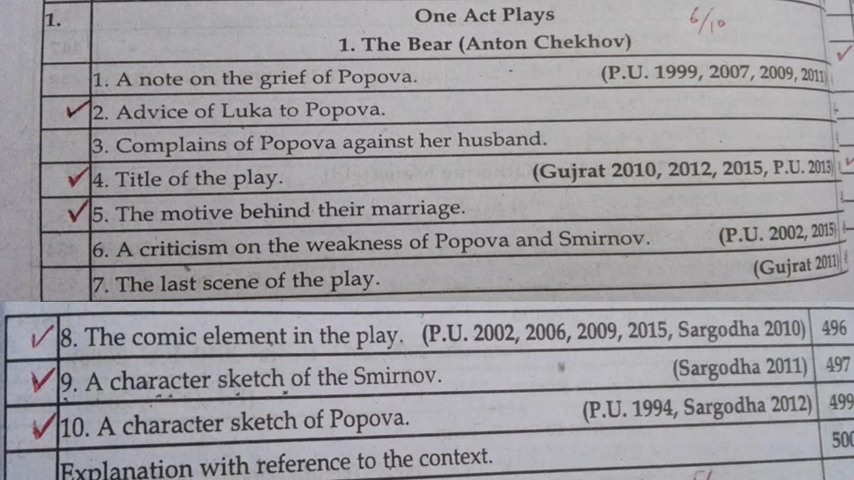 1.
One Act Plays
6/10
1. The Bear (Anton Chekhov)
1. A note on the grief of Popova. (P.U. 1999, 2007, 2009, 2011
2. Advice of Luka to Popova.
3. Complains of Popova against her husband.
4. Title of the play. (Gujrat 2010, 2012, 2015, P.U. 2013)
5. The motive behind their marriage.
6. A criticism on the weakness of Popova and Smirnov. (P.U. 2002, 2015)
7. The last scene of the play. (Gujrat 2011)
8. The comic element in the play. (P.U. 2002, 2006, 2009, 2015, Sargodha 2010) 496
9. A character sketch of the Smirnov. (Sargodha 2011) 497
10. A character sketch of Popova. (P.U. 1994, Sargodha 2012) 499
Explanation with reference to the context. 500